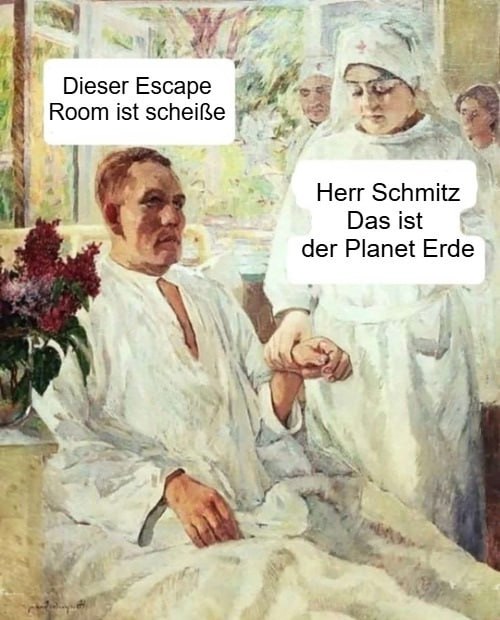 Dieser Escape
Room ist scheiße
Herr Schmitz
Das ist
der Planet Erde